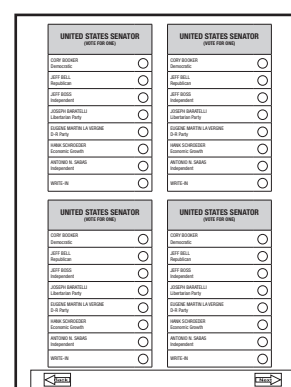 UNITED STATES SENATOR
(VOTE FOR ONE)
CORY BOOKER
Democratic
JEFF BELL
Republican
JEFF BOSS
Independent
JOSEPH BARATELLI
Libertarian Party
EUGENE MARTIN LA VERGNE
D-R Party
HANK SCHROEDER
Economic Growth
ANTONIO N. SABAS
Independent
WRITE-IN
UNITED STATES SENATOR
(VOTE FOR ONE)
CORY BOOKER
Democratic
JEFF BELL
Republican
JEFF BOSS
Independent
JOSEPH BARATELLI
Libertarian Party
EUGENE MARTIN LA VERGNE
D-R Party
HANK SCHROEDER
Economic Growth
ANTONIO N. SABAS
Independent
WRITE-IN
UNITED STATES SENATOR
(VOTE FOR ONE)
CORY BOOKER
Democratic
JEFF BELL
Republican
JEFF BOSS
Independent
JOSEPH BARATELLI
Libertarian Party
EUGENE MARTIN LA VERGNE
D-R Party
HANK SCHROEDER
Economic Growth
ANTONIO N. SABAS
Independent
WRITE-IN
UNITED STATES SENATOR
(VOTE FOR ONE)
CORY BOOKER
Democratic
JEFF BELL
Republican
JEFF BOSS
Independent
JOSEPH BARATELLI
Libertarian Party
EUGENE MARTIN LA VERGNE
D-R Party
HANK SCHROEDER
Economic Growth
ANTONIO N. SABAS
Independent
WRITE-IN
Back
Next